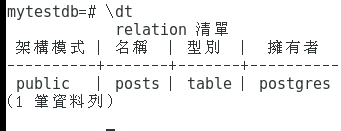 mytestdb=# \dt
relation 清單
架構模式 | 名稱 | 型別 | 擁有者
----------+-------+-------+----------
public | posts | table | postgres
(1 筆資料列)